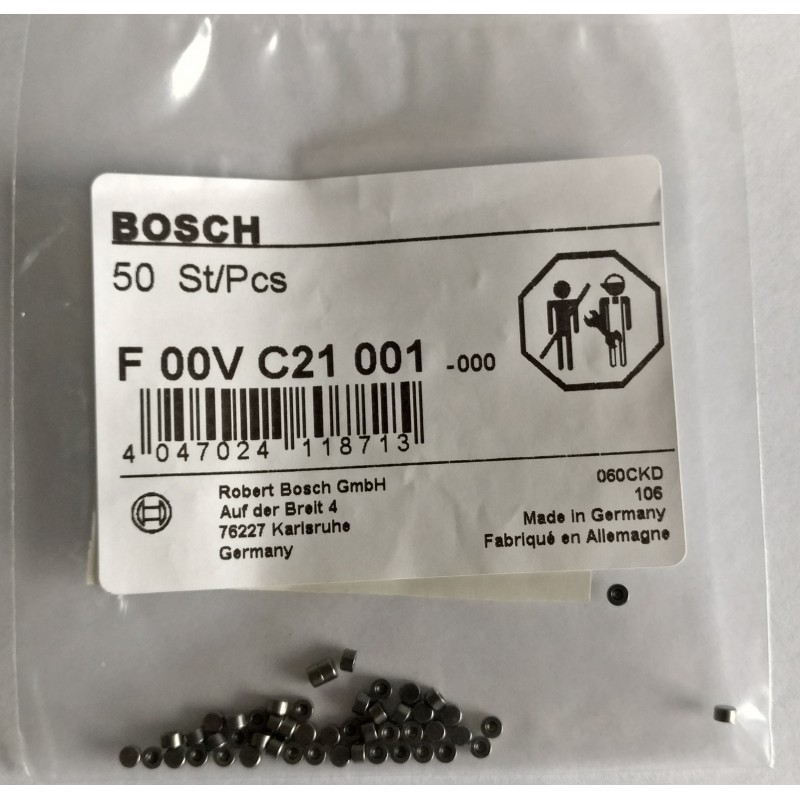 BOSCH
50 St/Pcs
F 00V C21 001 -000
4 047024 118713
Robert Bosch GmbH
Auf der Breit 4
76227 Karlsruhe
Germany
060CKD
106
Made in Germany
Fabriqué en Allemagne